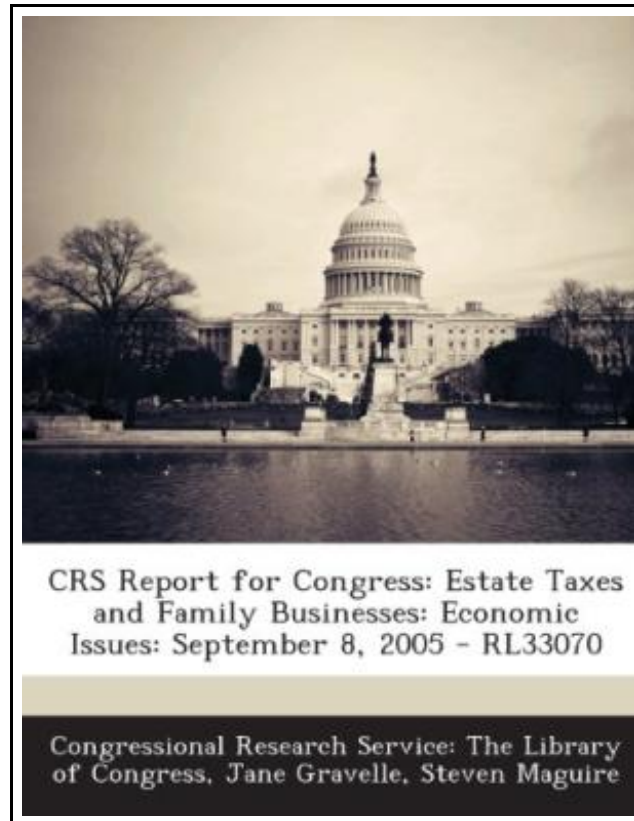 CRS Report for Congress: Estate Taxes
and Family Businesses: Economic
Issues: September 8, 2005 - RL33070
Congressional Research Service: The Library
of Congress, Jane Gravelle, Steven Maguire